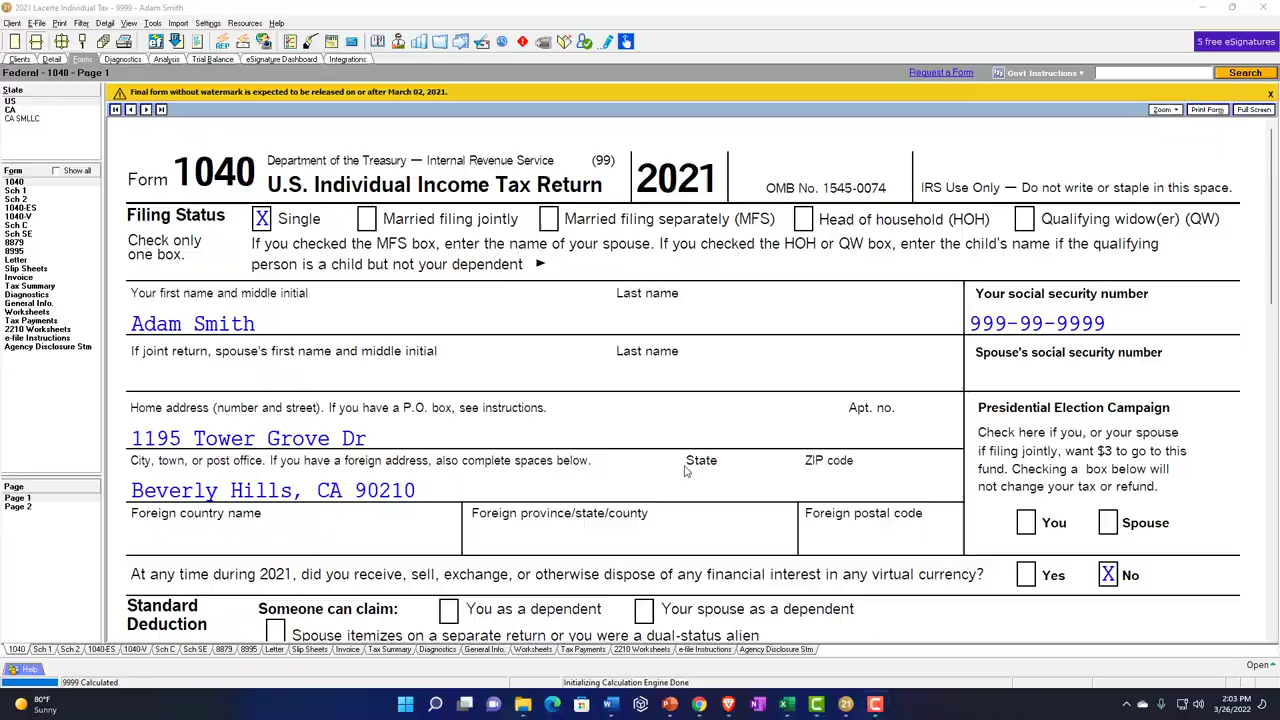 2021 Lacerte Individual Tax - 9999 - Adam Smith
Client E-File Print Filter Detail View Tools Import Settings Resources Help
5 free eSignatures
Clients Detail Forms Diagnostics Analysis Trial Balance eSignature Dashboard Integrations
Federal - 1040 - Page 1
Request a Form
Govt Instructions
Search
State
US
CA
CA SMLLC
Final form without watermark is expected to be released on or after March 02, 2021.
X
Zoom
Print Form
Full Screen
Form
Show all
1040
Sch 1
Sch 2
1040-ES
1040-V
Sch C
Sch SE
8879
8995
Letter
Slip Sheets
Invoice
Tax Summary
Diagnostics
General Info.
Worksheets
Tax Payments
2210 Worksheets
e-file Instructions
Agency Disclosure Stm
Page
Page 1
Page 2
Form 1040
Department of the Treasury — Internal Revenue Service (99)
U.S. Individual Income Tax Return
2021
OMB No. 1545-0074
IRS Use Only — Do not write or staple in this space.
Filing Status
Check only
one box.
X Single Married filing jointly Married filing separately (MFS) Head of household (HOH) Qualifying widow(er) (QW)
If you checked the MFS box, enter the name of your spouse. If you checked the HOH or QW box, enter the child's name if the qualifying
person is a child but not your dependent ►
Your first name and middle initial Last name Your social security number
Adam Smith 999-99-9999
If joint return, spouse's first name and middle initial Last name Spouse's social security number
Home address (number and street). If you have a P.O. box, see instructions. Apt. no.
1195 Tower Grove Dr
City, town, or post office. If you have a foreign address, also complete spaces below. State ZIP code
Beverly Hills, CA 90210
Foreign country name Foreign province/state/county Foreign postal code
Presidential Election Campaign
Check here if you, or your spouse
if filing jointly, want $3 to go to this
fund. Checking a box below will
not change your tax or refund.
You Spouse
At any time during 2021, did you receive, sell, exchange, or otherwise dispose of any financial interest in any virtual currency? Yes X No
Standard
Deduction
Someone can claim: You as a dependent Your spouse as a dependent
Spouse itemizes on a separate return or you were a dual-status alien
1040 Sch 1 Sch 2 1040-ES 1040-V Sch C Sch SE 8879 8995 Letter Slip Sheets Invoice Tax Summary Diagnostics General Info. Worksheets Tax Payments 2210 Worksheets e-file Instructions Agency Disclosure Stm
Help
Open
9999 Calculated
Initializing Calculation Engine Done
80°F
Sunny
2:03 PM
3/26/2022